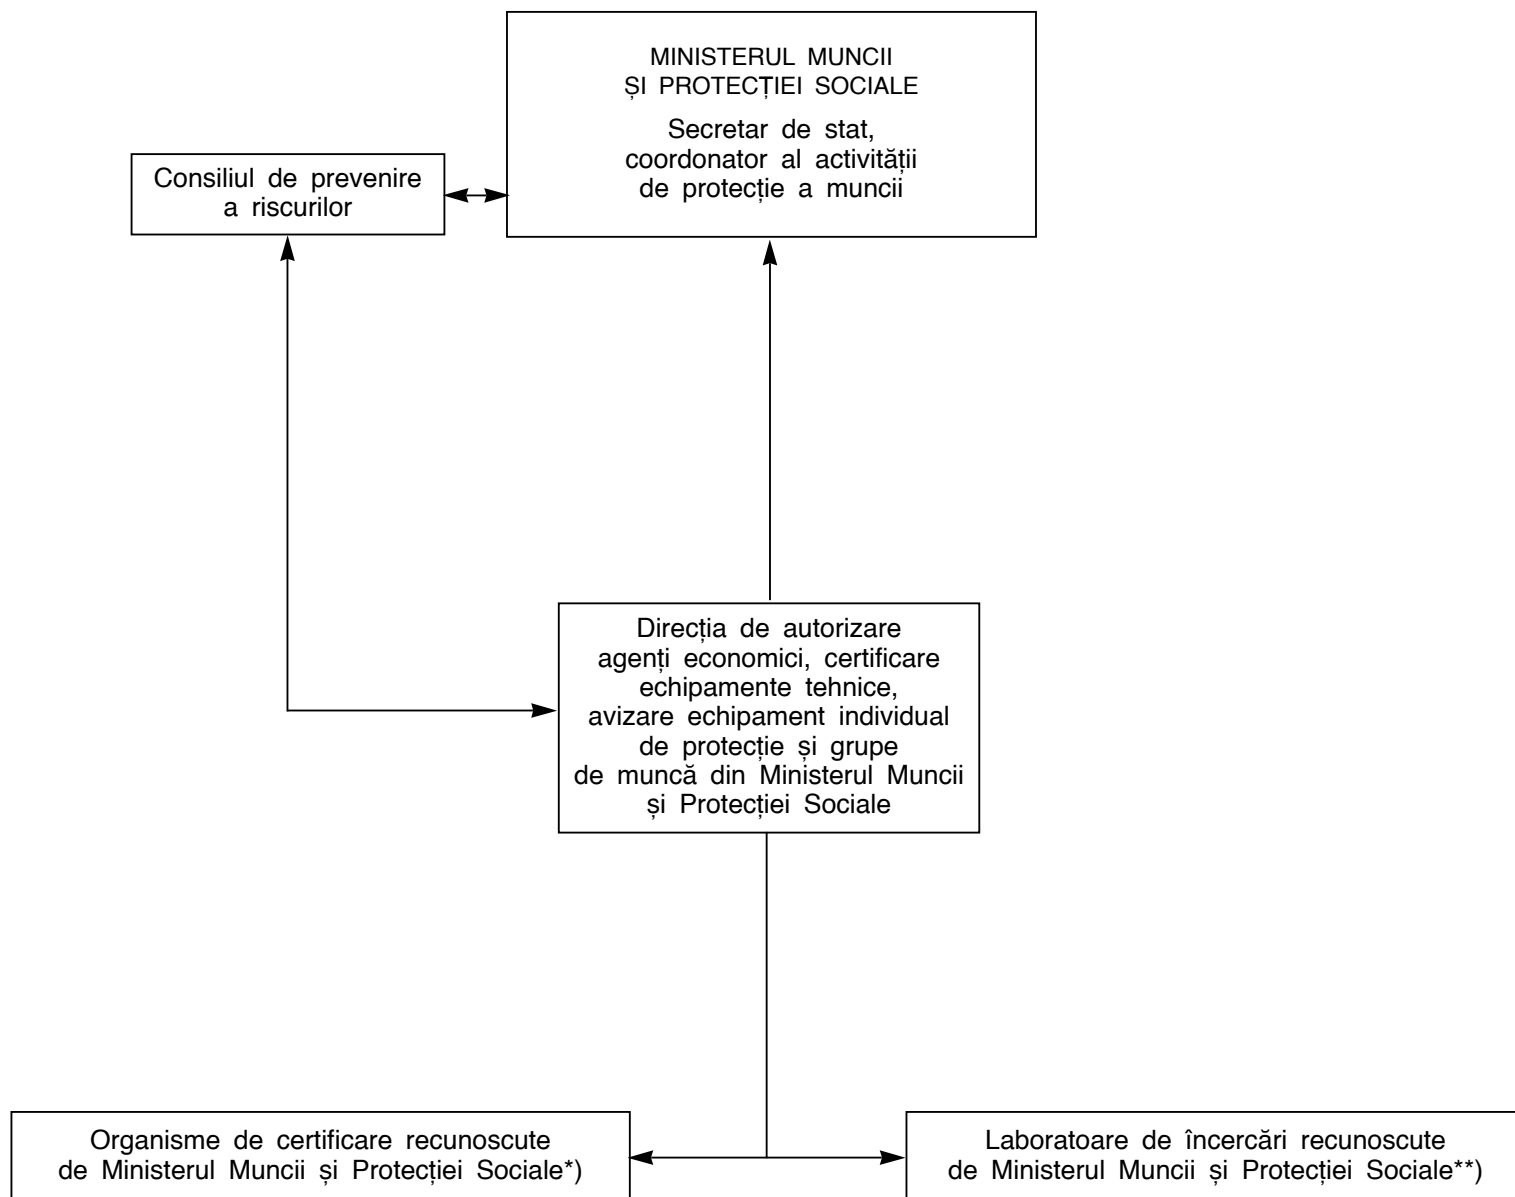 MINISTERUL MUNCII
ȘI PROTECȚIEI SOCIALE
Secretar de stat,
coordonator al activității
de protecție a muncii
Consiliul de prevenire
a riscurilor
Direcția de autorizare
agenți economici, certificare
echipamente tehnice,
avizare echipament individual
de protecție și grupe
de muncă din Ministerul Muncii
și Protecției Sociale
Organisme de certificare recunoscute
de Ministerul Muncii și Protecției Sociale*)
Laboratoare de încercări recunoscute
de Ministerul Muncii și Protecției Sociale**)